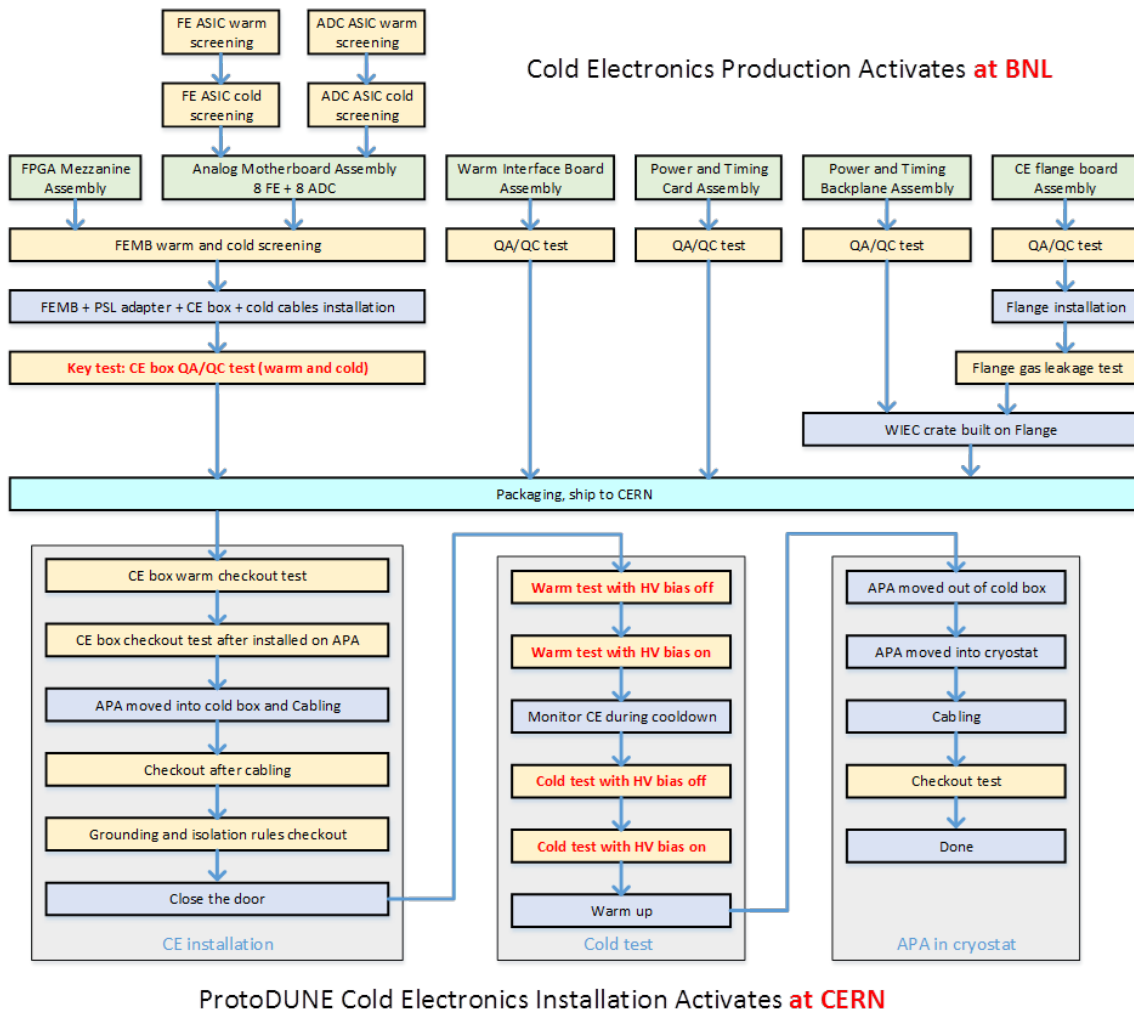 FE ASIC warm
screening
ADC ASIC warm
screening
Cold Electronics Production Activates at BNL
FE ASIC cold
screening
ADC ASIC cold
screening
FPGA Mezzanine
Assembly
Analog Motherboard Assembly
8 FE + 8 ADC
Warm Interface Board
Assembly
Power and Timing
Card Assembly
Power and Timing
Backplane Assembly
CE flange board
Assembly
FEMB warm and cold screening
QA/QC test
QA/QC test
QA/QC test
QA/QC test
FEMB + PSL adapter + CE box + cold cables installation
Flange installation
Key test: CE box QA/QC test (warm and cold)
Flange gas leakage test
WIEC crate built on Flange
Packaging, ship to CERN
CE box warm checkout test
CE box checkout test after installed on APA
APA moved into cold box and Cabling
Checkout after cabling
Grounding and isolation rules checkout
Close the door
CE installation
Warm test with HV bias off
Warm test with HV bias on
Monitor CE during cooldown
Cold test with HV bias off
Cold test with HV bias on
Warm up
Cold test
APA moved out of cold box
APA moved into cryostat
Cabling
Checkout test
Done
APA in cryostat
ProtoDUNE Cold Electronics Installation Activates at CERN